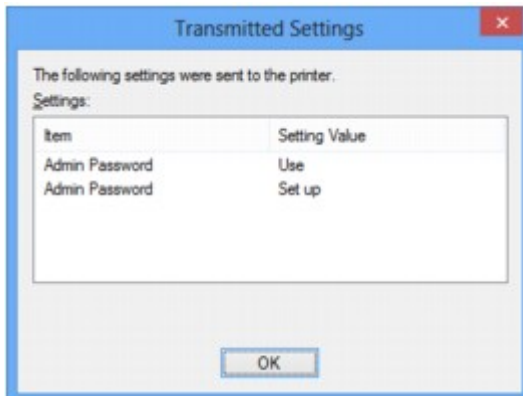 Transmitted Settings
The following settings were sent to the printer.
Settings:
Item Setting Value
Admin Password Use
Admin Password Set up
OK